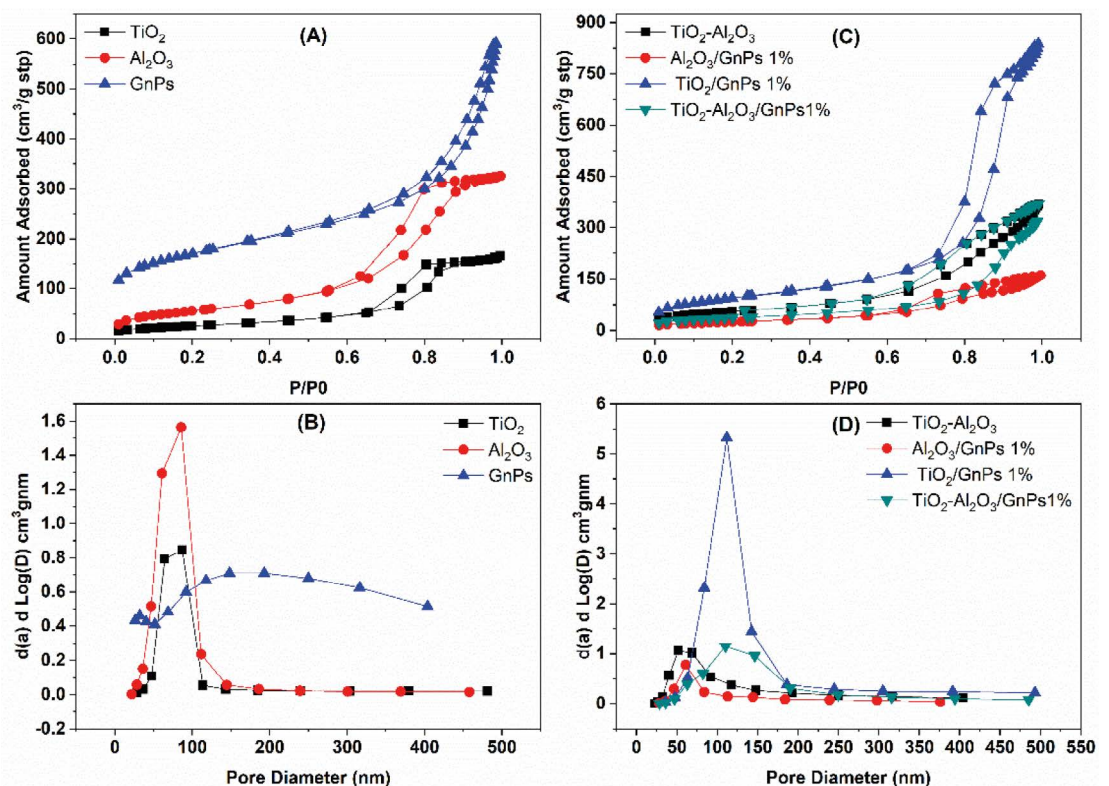 (A)
TiO₂
Al₂O₃
GnPs
Amount Adsorbed (cm³/g stp)
600
500
400
300
200
100
0
0.0 0.2 0.4 0.6 0.8 1.0
P/P0
(C)
TiO₂-Al₂O₃
Al₂O₃/GnPs 1%
TiO₂/GnPs 1%
TiO₂-Al₂O₃/GnPs1%
Amount Adsorbed (cm³/g stp)
900
750
600
450
300
150
0
0.0 0.2 0.4 0.6 0.8 1.0
P/P0
(B)
TiO₂
Al₂O₃
GnPs
d(a) d Log(D) cm³gnm
1.6
1.4
1.2
1.0
0.8
0.6
0.4
0.2
0.0
-0.2
0 100 200 300 400 500
Pore Diameter (nm)
(D)
TiO₂-Al₂O₃
Al₂O₃/GnPs 1%
TiO₂/GnPs 1%
TiO₂-Al₂O₃/GnPs1%
d(a) d Log(D) cm³gnm
6
5
4
3
2
1
0
0 50 100 150 200 250 300 350 400 450 500 550
Pore Diameter (nm)